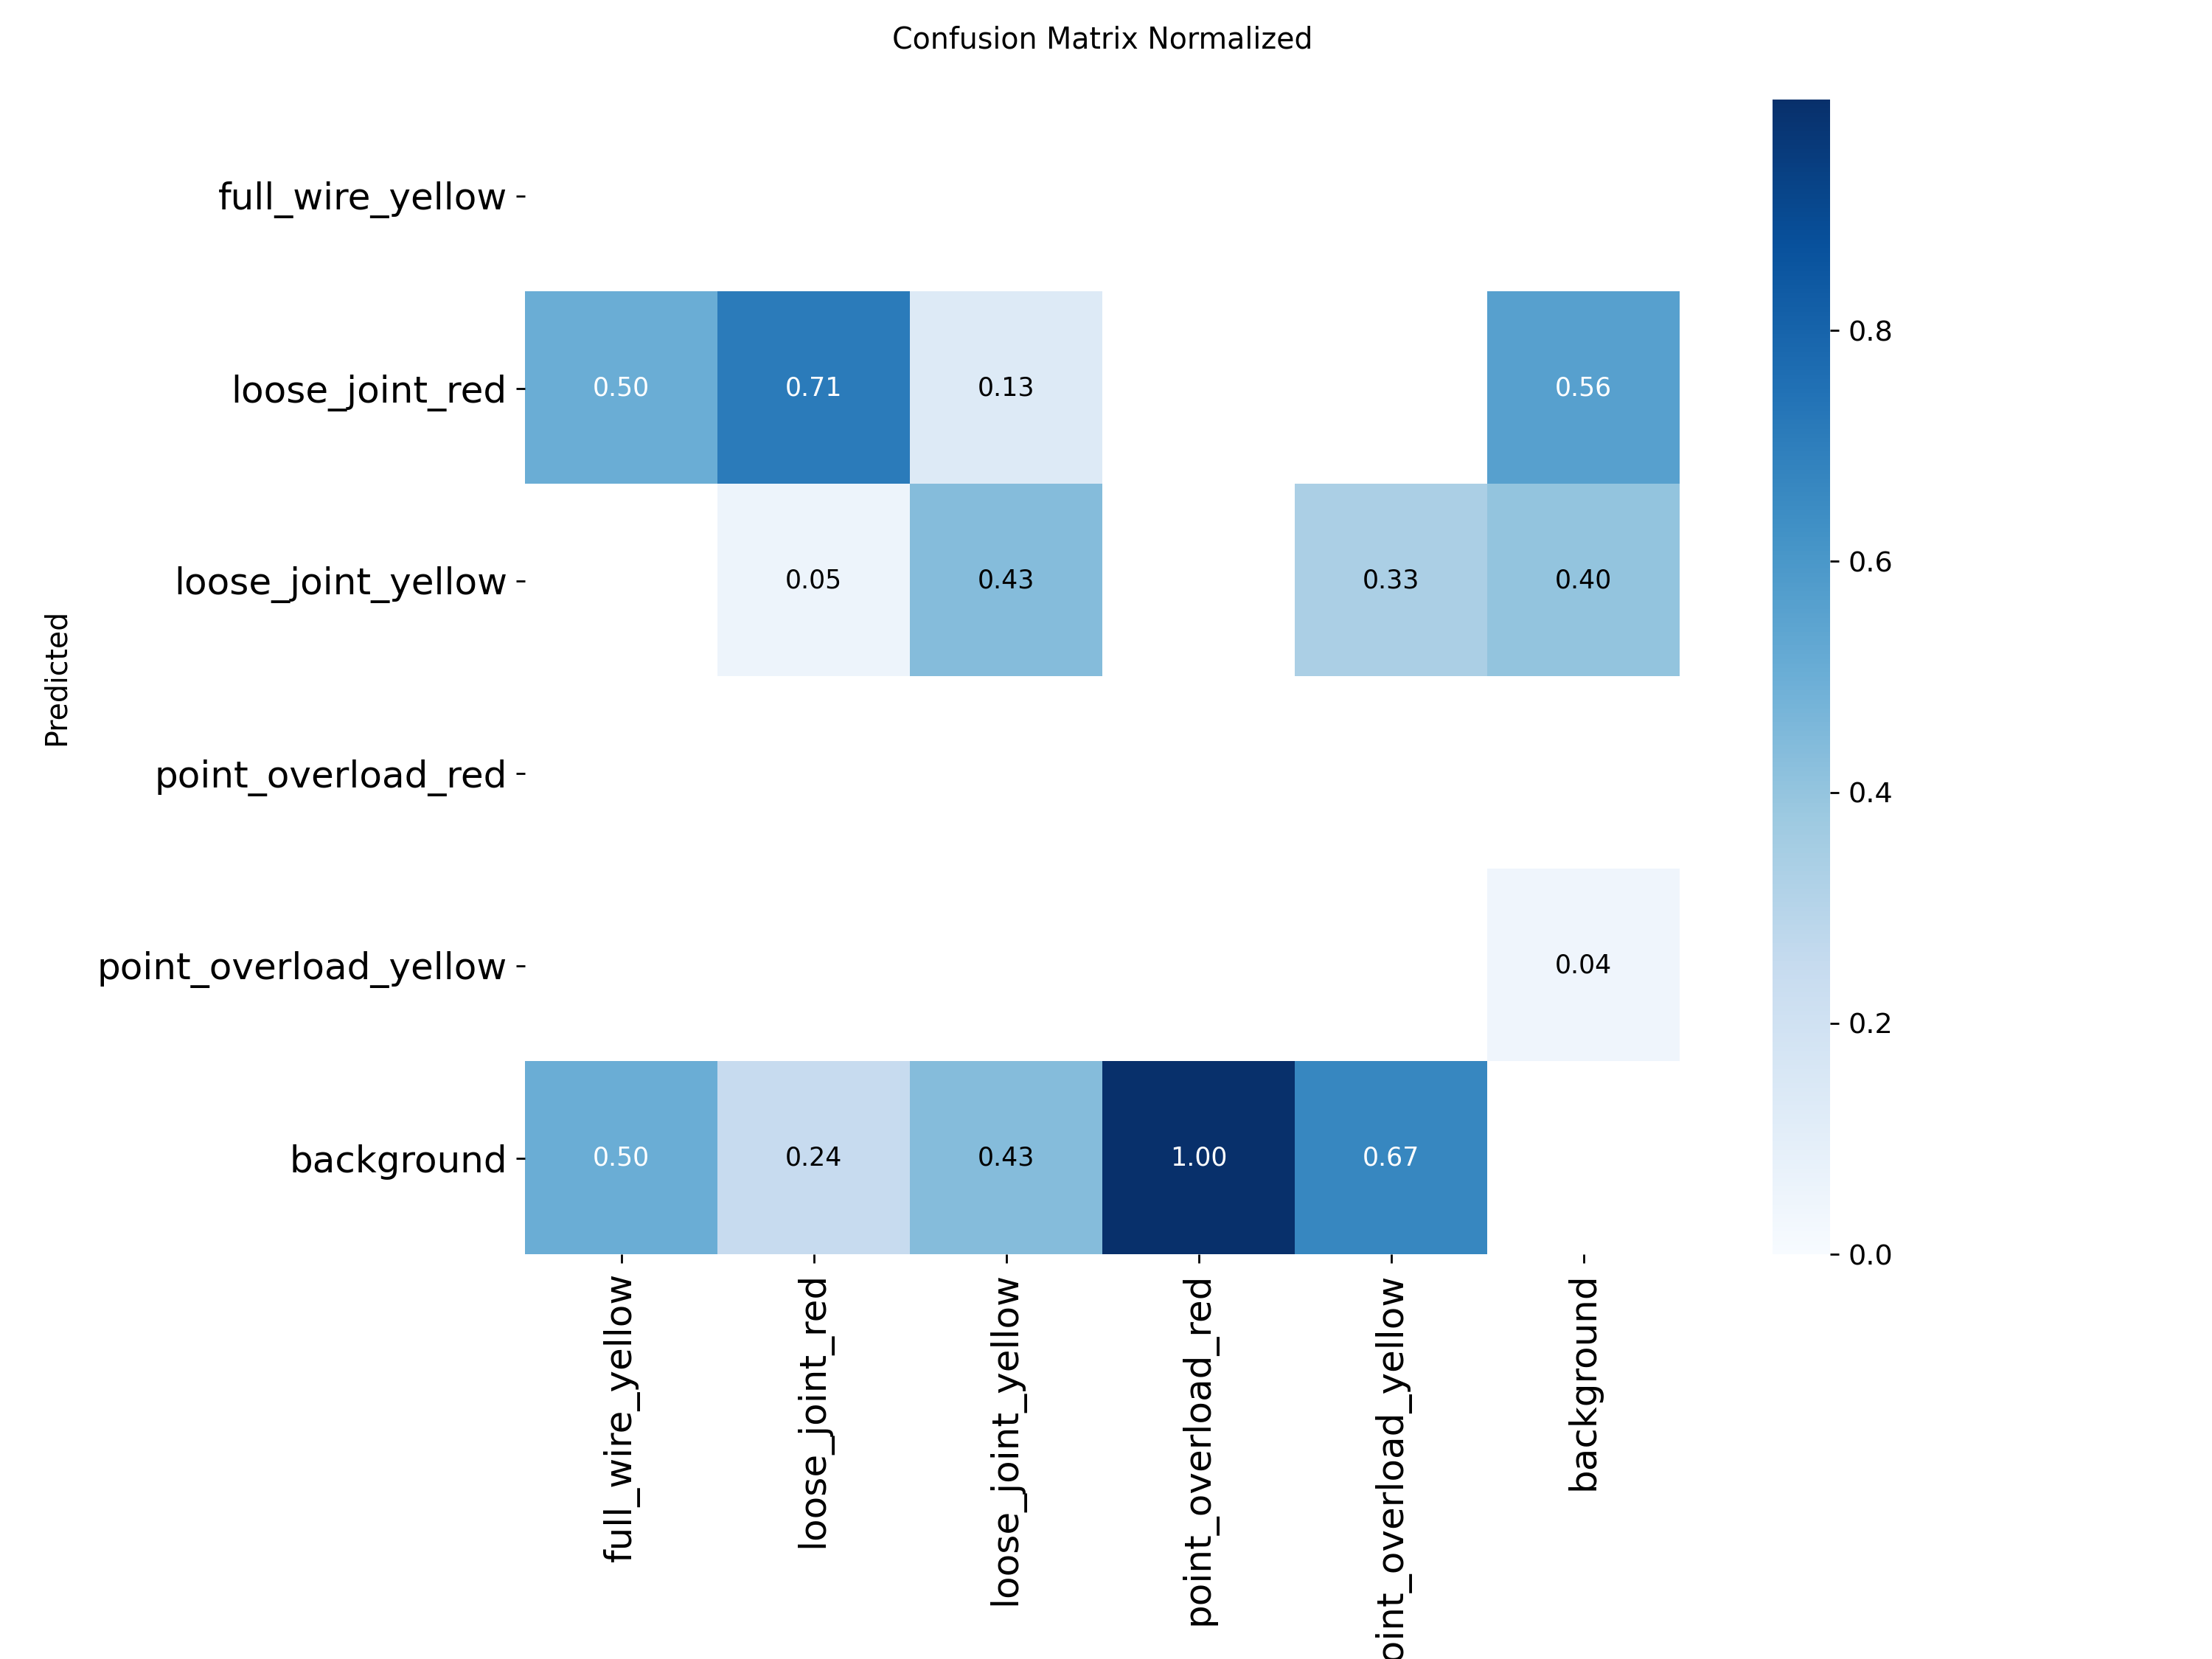 Confusion Matrix Normalized
Predicted
full_wire_yellow
loose_joint_red
0.50 0.71 0.13 0.56
loose_joint_yellow
0.05 0.43 0.33 0.40
point_overload_red
point_overload_yellow
0.04
background
0.50 0.24 0.43 1.00 0.67
full_wire_yellow
loose_joint_red
loose_joint_yellow
point_overload_red
oint_overload_yellow
background
0.8
0.6
0.4
0.2
0.0